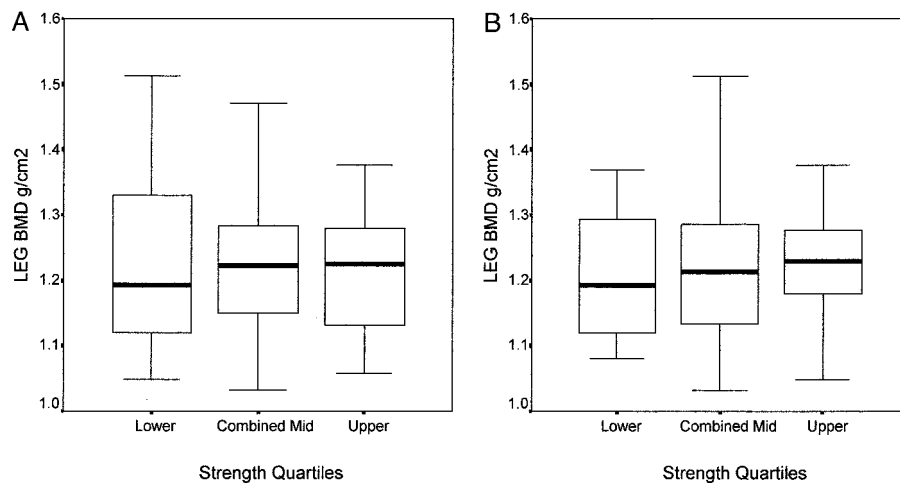 A
LEG BMD g/cm2
1.6
1.5
1.4
1.3
1.2
1.1
1.0
Lower Combined Mid Upper
Strength Quartiles
B
LEG BMD g/cm2
1.6
1.5
1.4
1.3
1.2
1.1
1.0
Lower Combined Mid Upper
Strength Quartiles